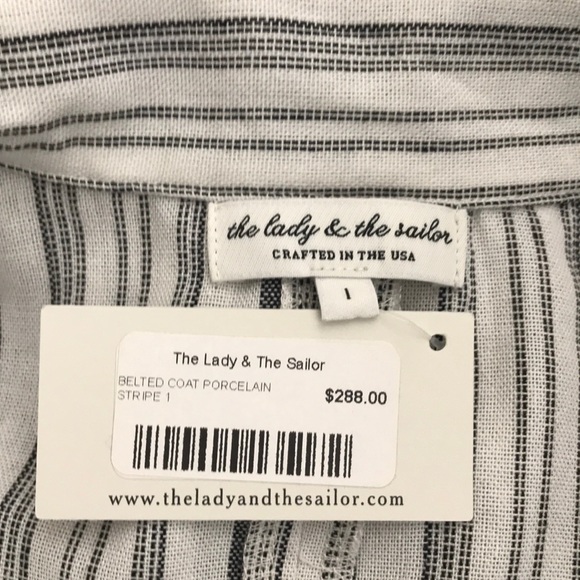 the lady & the sailor
CRAFTED IN THE USA
1
The Lady & The Sailor
BELTED COAT PORCELAIN
STRIPE 1
$288.00
www.theladyandthesailor.com